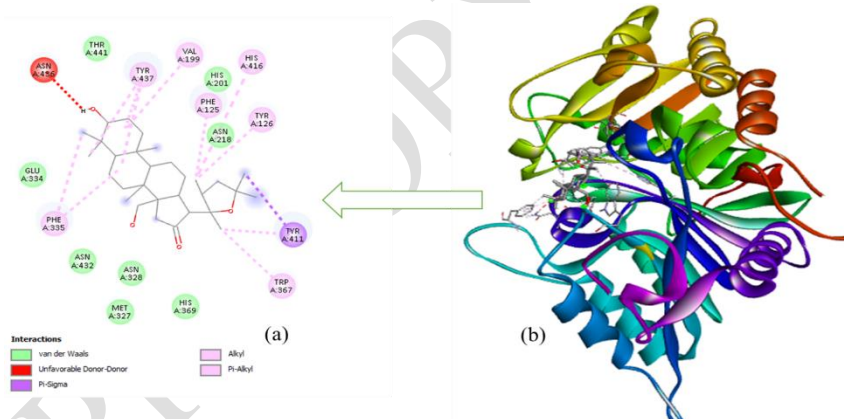 THR
A:441
ASN
A:436
TYR
A:437
VAL
A:199
HIS
A:416
HIS
A:201
PHE
A:125
ASN
A:218
TYR
A:126
H
O
GLU
A:334
PHE
A:335
O
H
O
O
TYR
A:411
ASN
A:432
ASN
A:328
MET
A:327
HIS
A:369
TRP
A:367
(a)
(b)
Interactions
van der Waals
Unfavorable Donor-Donor
Pi-Sigma
Alkyl
Pi-Alkyl